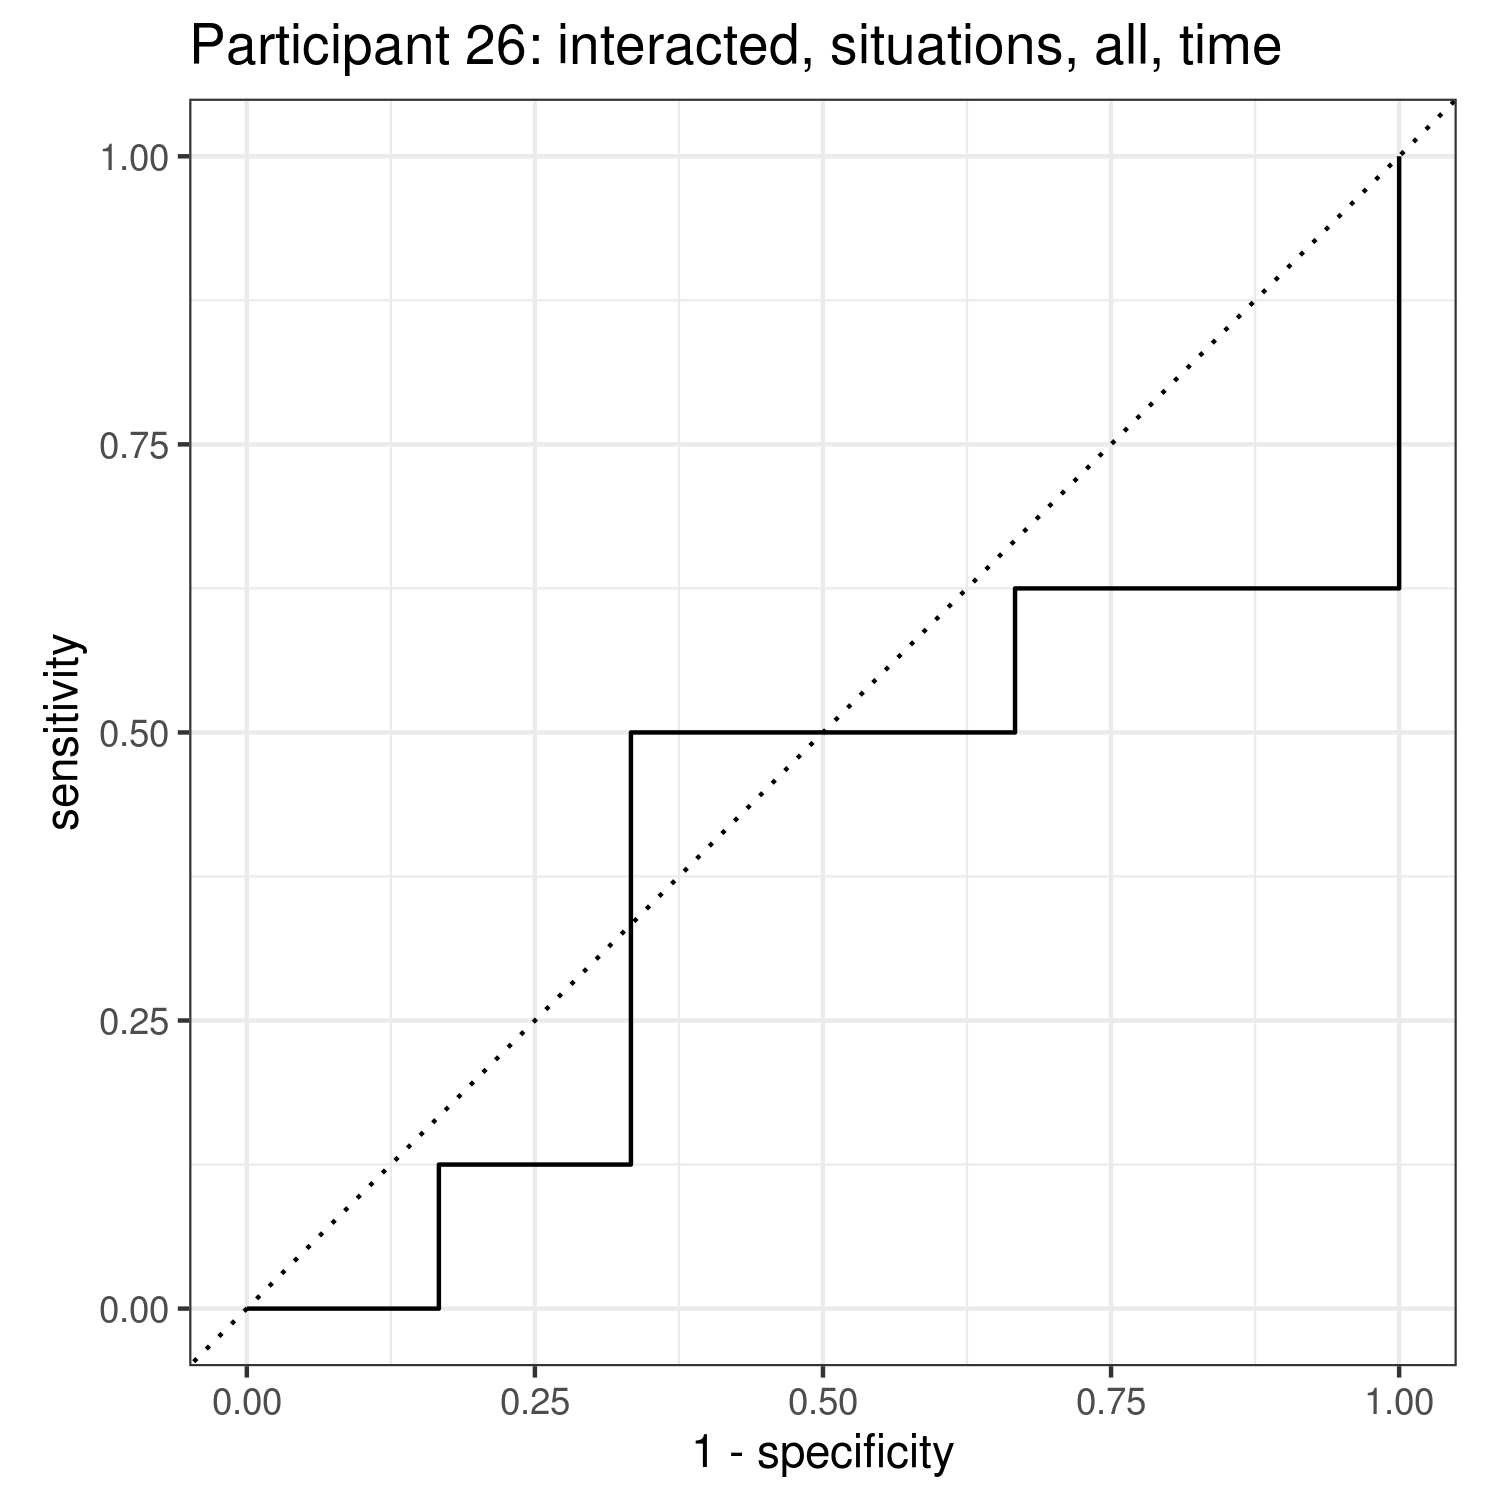 Participant 26: interacted, situations, all, time
1.00
0.75
0.50
0.25
0.00
sensitivity
0.00 0.25 0.50 0.75 1.00
1 - specificity